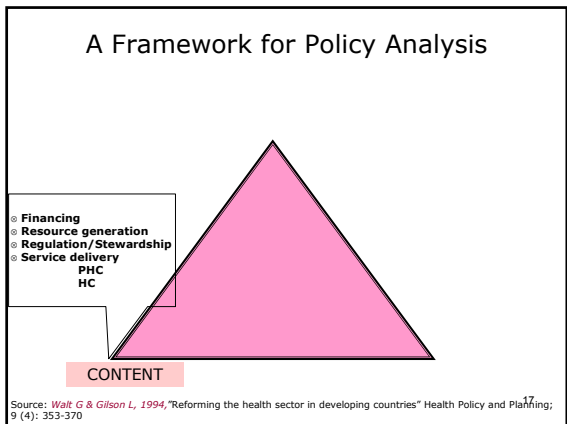 A Framework for Policy Analysis
⊗ Financing
⊗ Resource generation
⊗ Regulation/Stewardship
⊗ Service delivery
PHC
HC
CONTENT
17
Source: Walt G & Gilson L, 1994,"Reforming the health sector in developing countries" Health Policy and Planning;
9 (4): 353-370